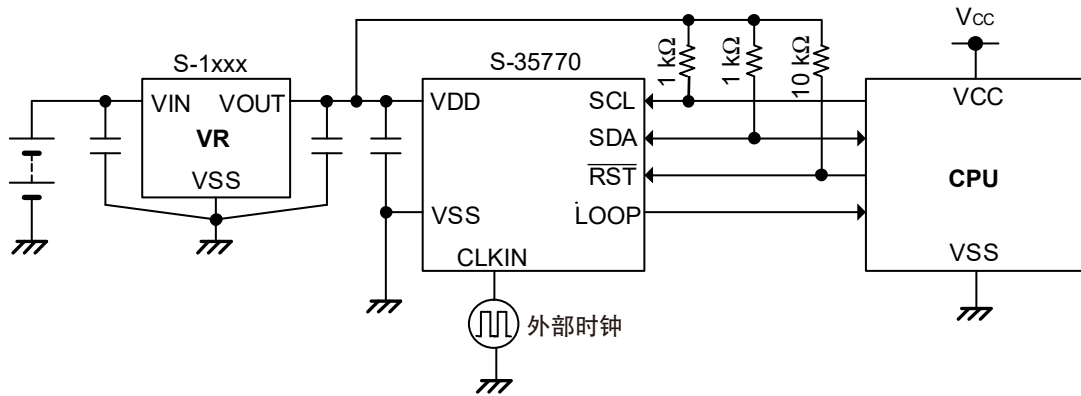 VCC
S-1xxx
S-35770
1 kΩ
1 kΩ
10 kΩ
VIN
VOUT
VR
VSS
VDD
VSS
CLKIN
SCL
SDA
RST
LOOP
VCC
CPU
VSS
外部时钟